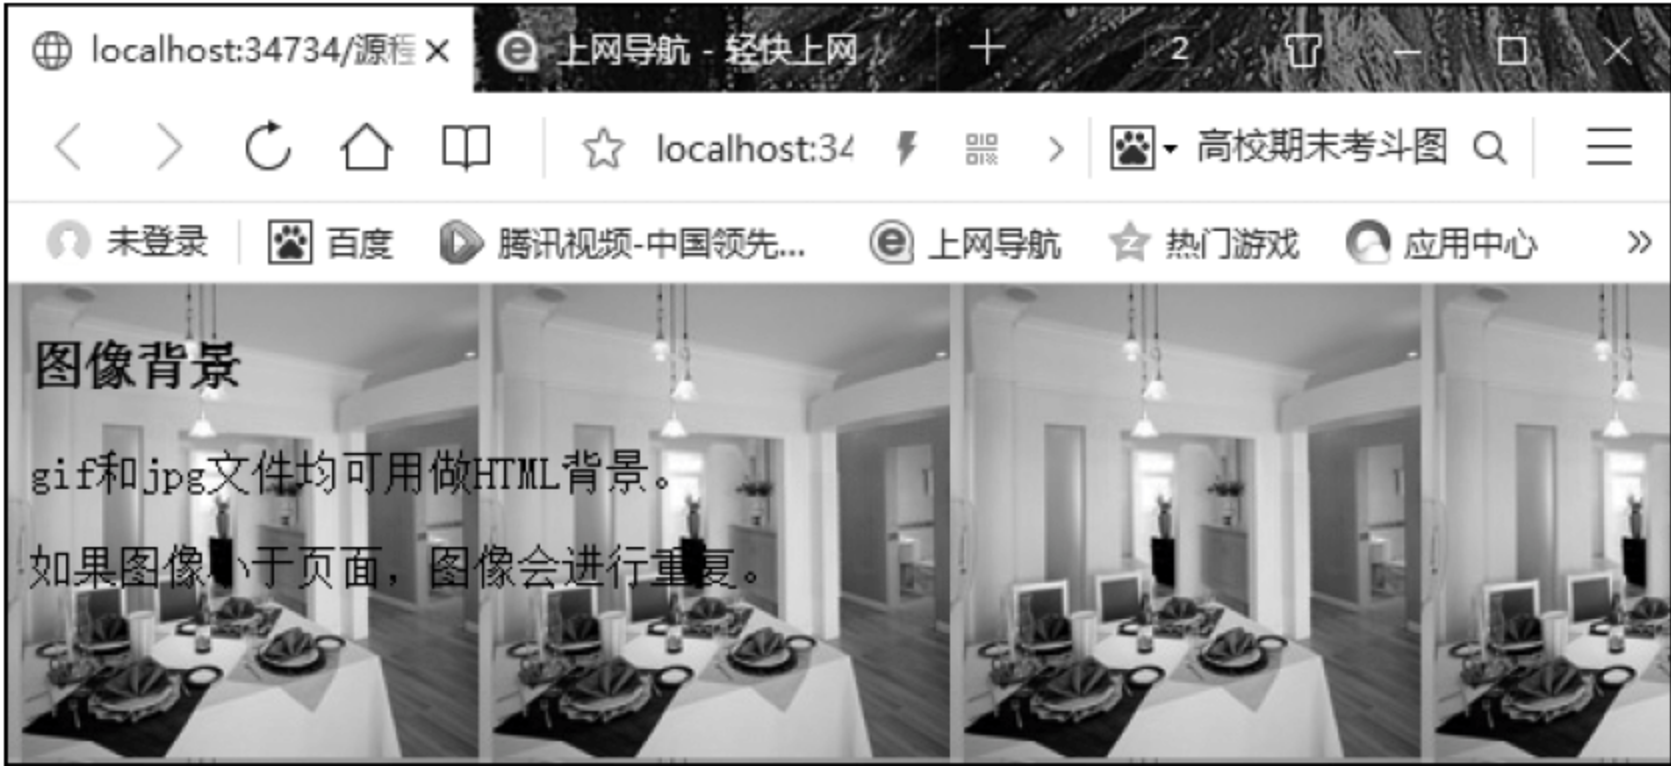 localhost:34734/源程
上网导航 - 轻快上网
2
localhost:34
高校期末考斗图
未登录
百度
腾讯视频-中国领先...
上网导航
热门游戏
应用中心
图像背景
gif和jpg文件均可用做HTML背景。
如果图像小于页面，图像会进行重复。